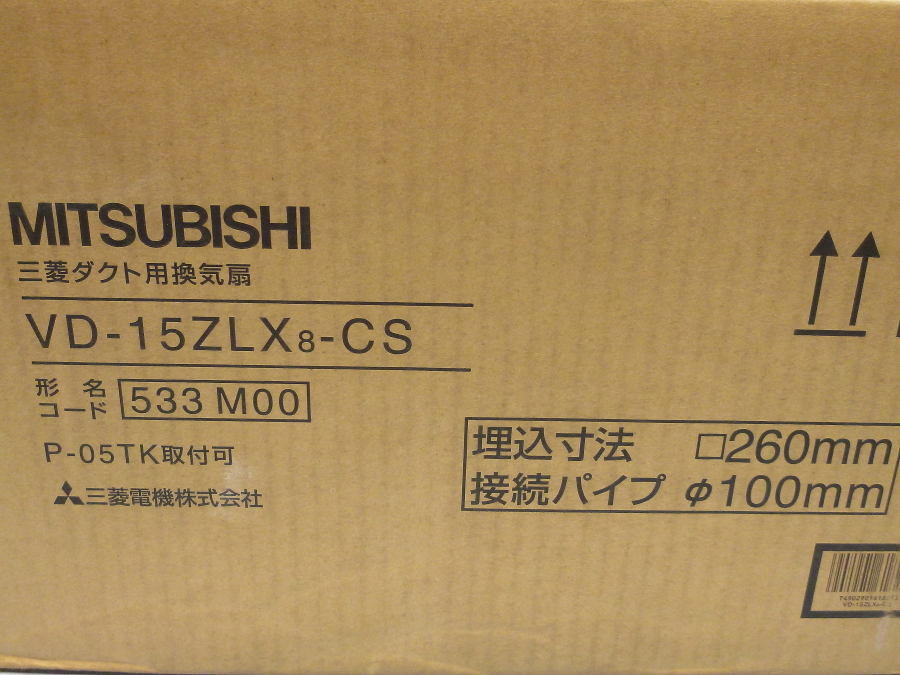 MITSUBISHI
三菱ダクト用換気扇
VD-15ZLX8-CS
形名
コード 533 M00
P-05TK取付可
三菱電機株式会社
埋込寸法 □260mm
接続パイプ φ100mm